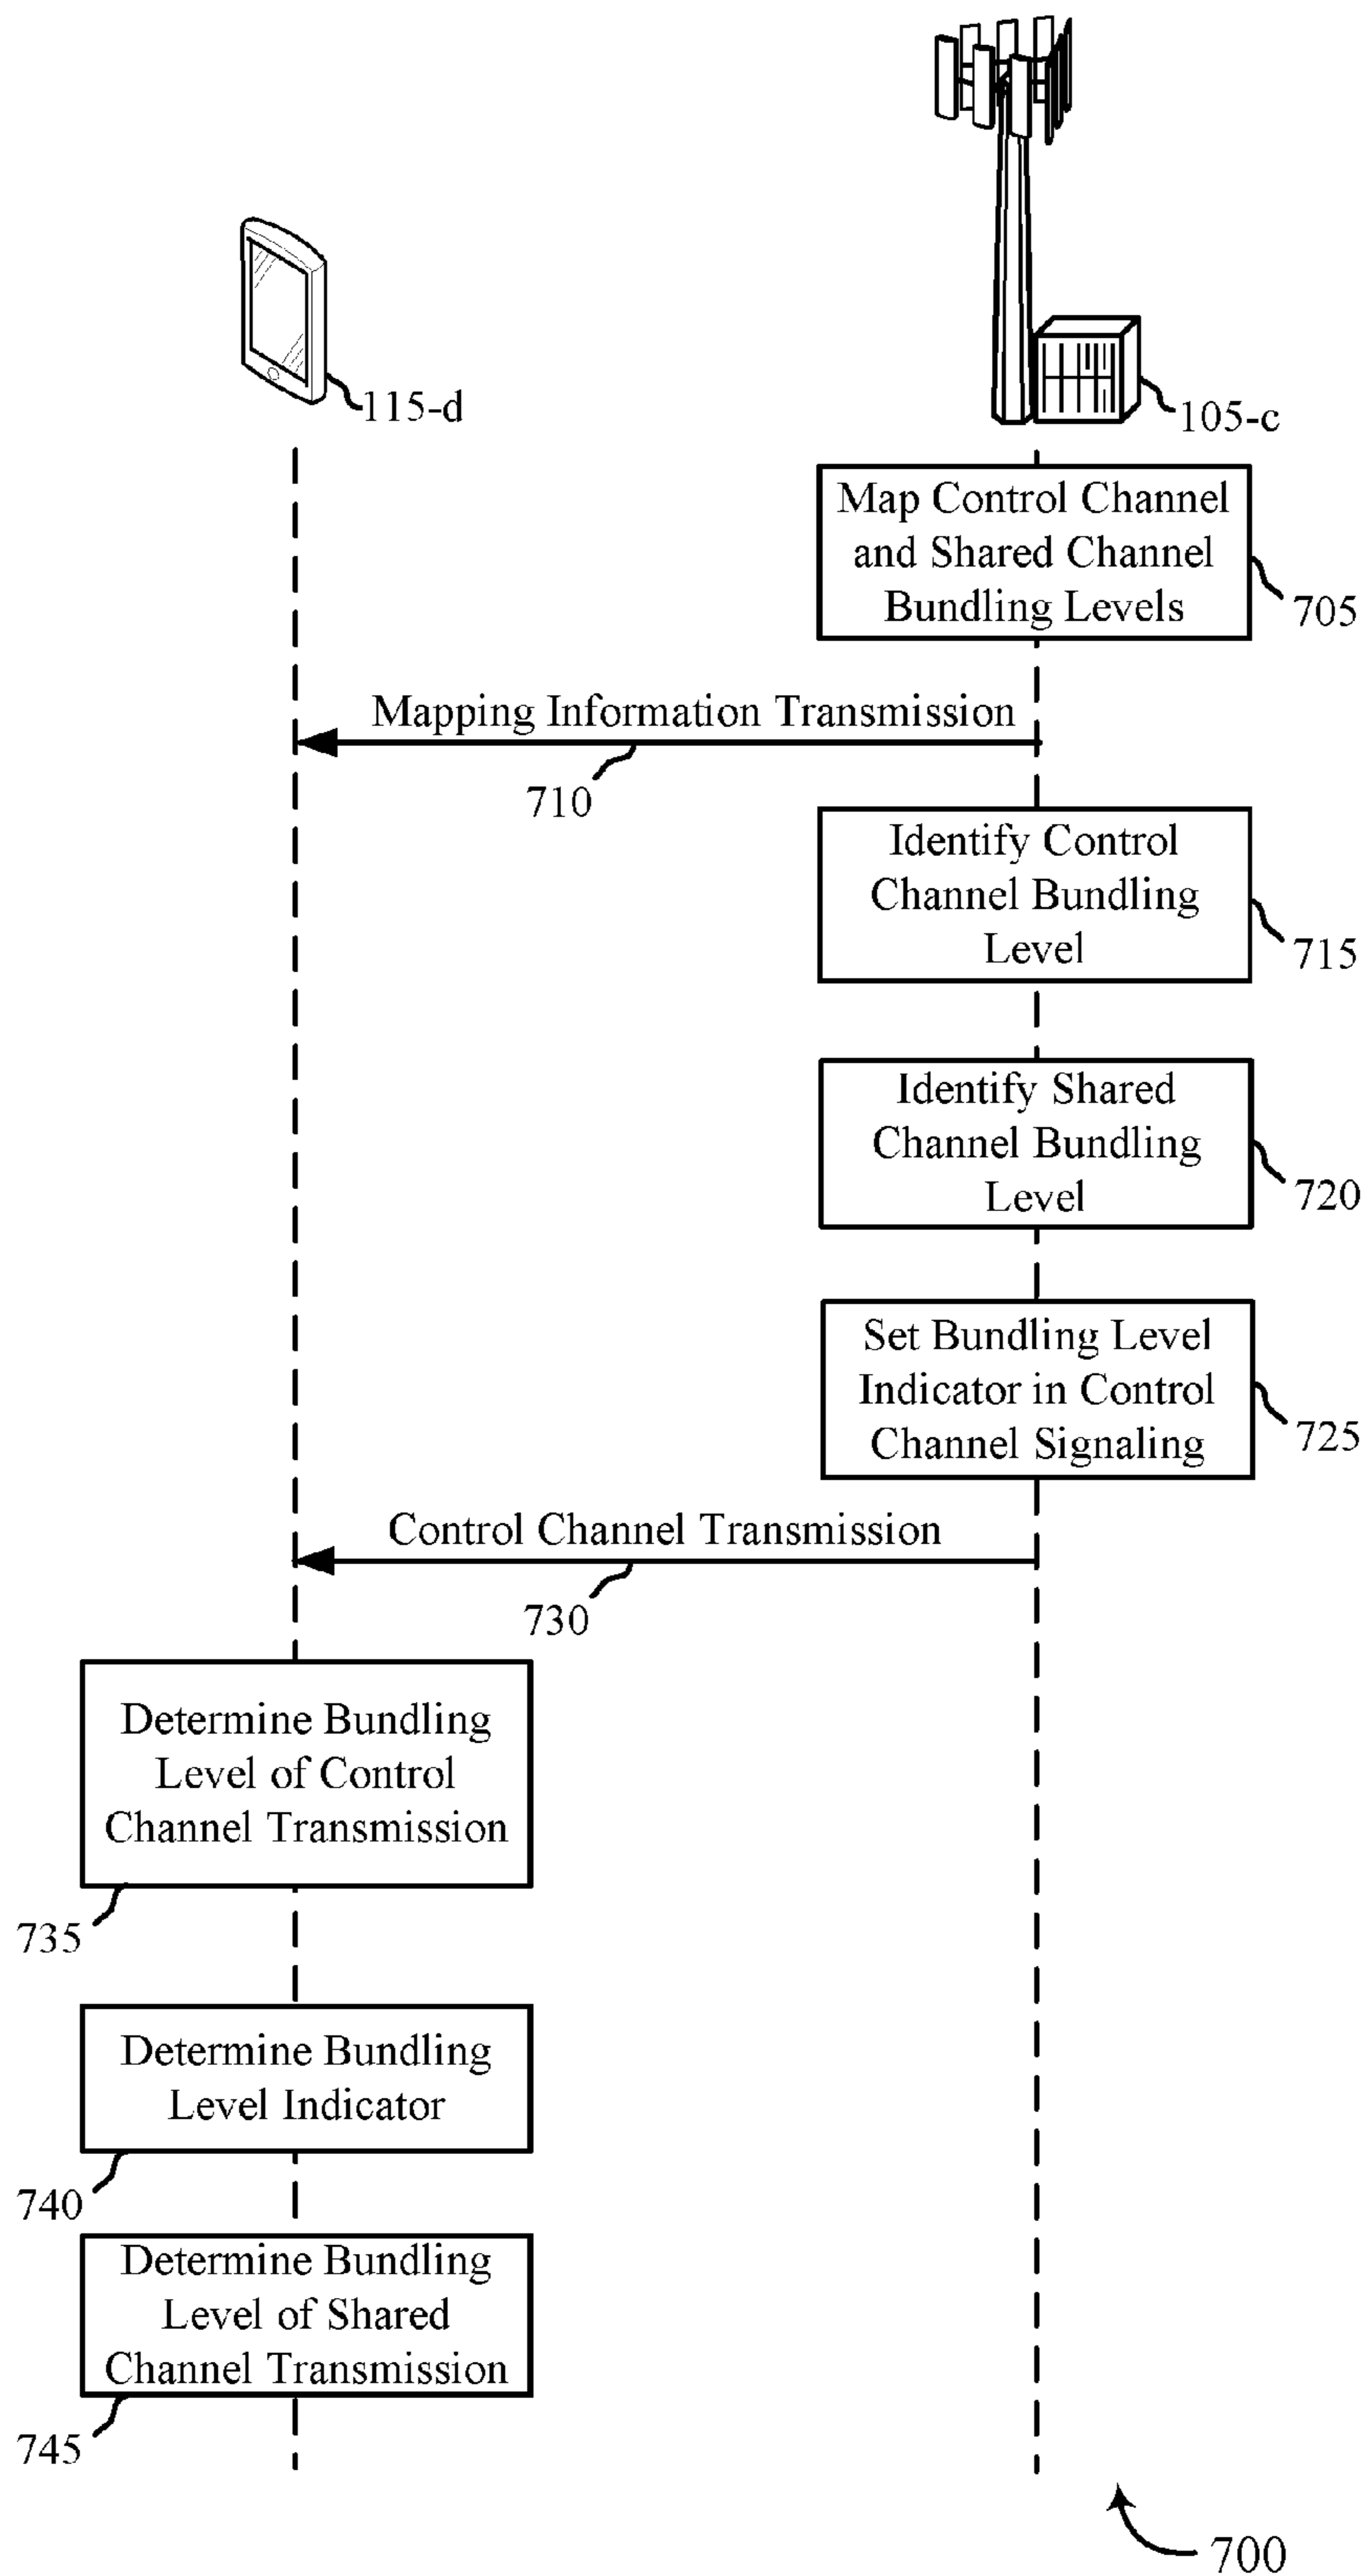 115-d
105-c
Map Control Channel
and Shared Channel
Bundling Levels
705
Mapping Information Transmission
710
Identify Control
Channel Bundling
Level
715
Identify Shared
Channel Bundling
Level
720
Set Bundling Level
Indicator in Control
Channel Signaling
725
Control Channel Transmission
730
Determine Bundling
Level of Control
Channel Transmission
735
Determine Bundling
Level Indicator
740
Determine Bundling
Level of Shared
Channel Transmission
745
700